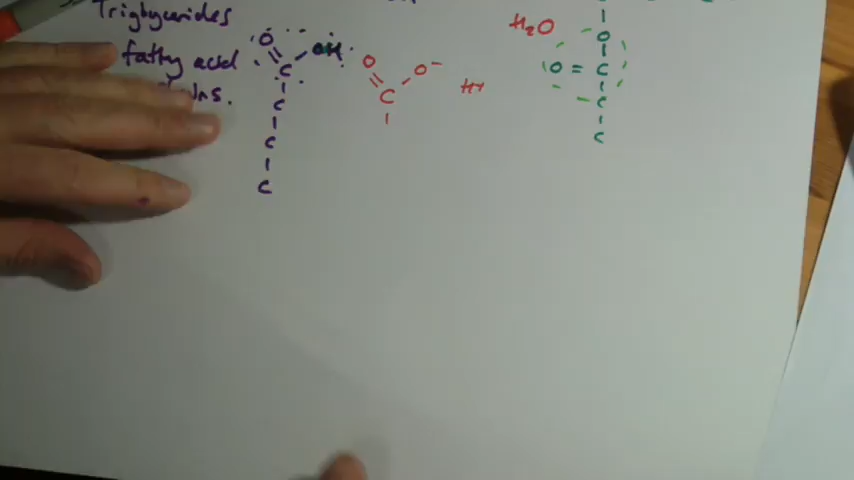 Triglycerides
fatty acid
O
C
OH
C
C
C
O
C
O-
H+
H₂O
O
O = C
C
C